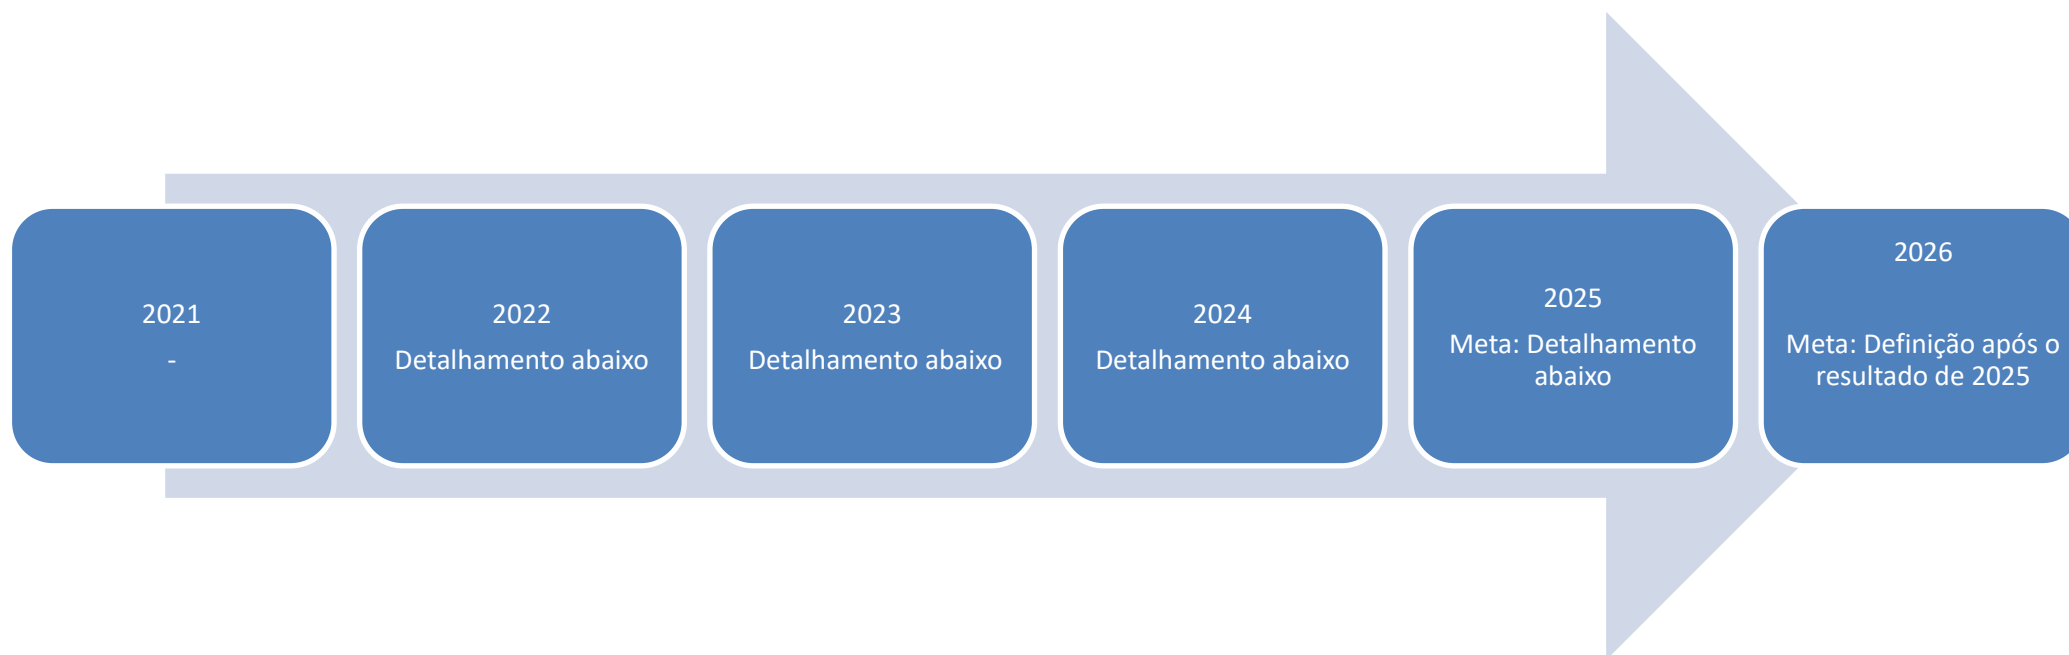 2021
-
2022
Detalhamento abaixo
2023
Detalhamento abaixo
2024
Detalhamento abaixo
2025
Meta: Detalhamento
abaixo
2026
Meta: Definição após o
resultado de 2025